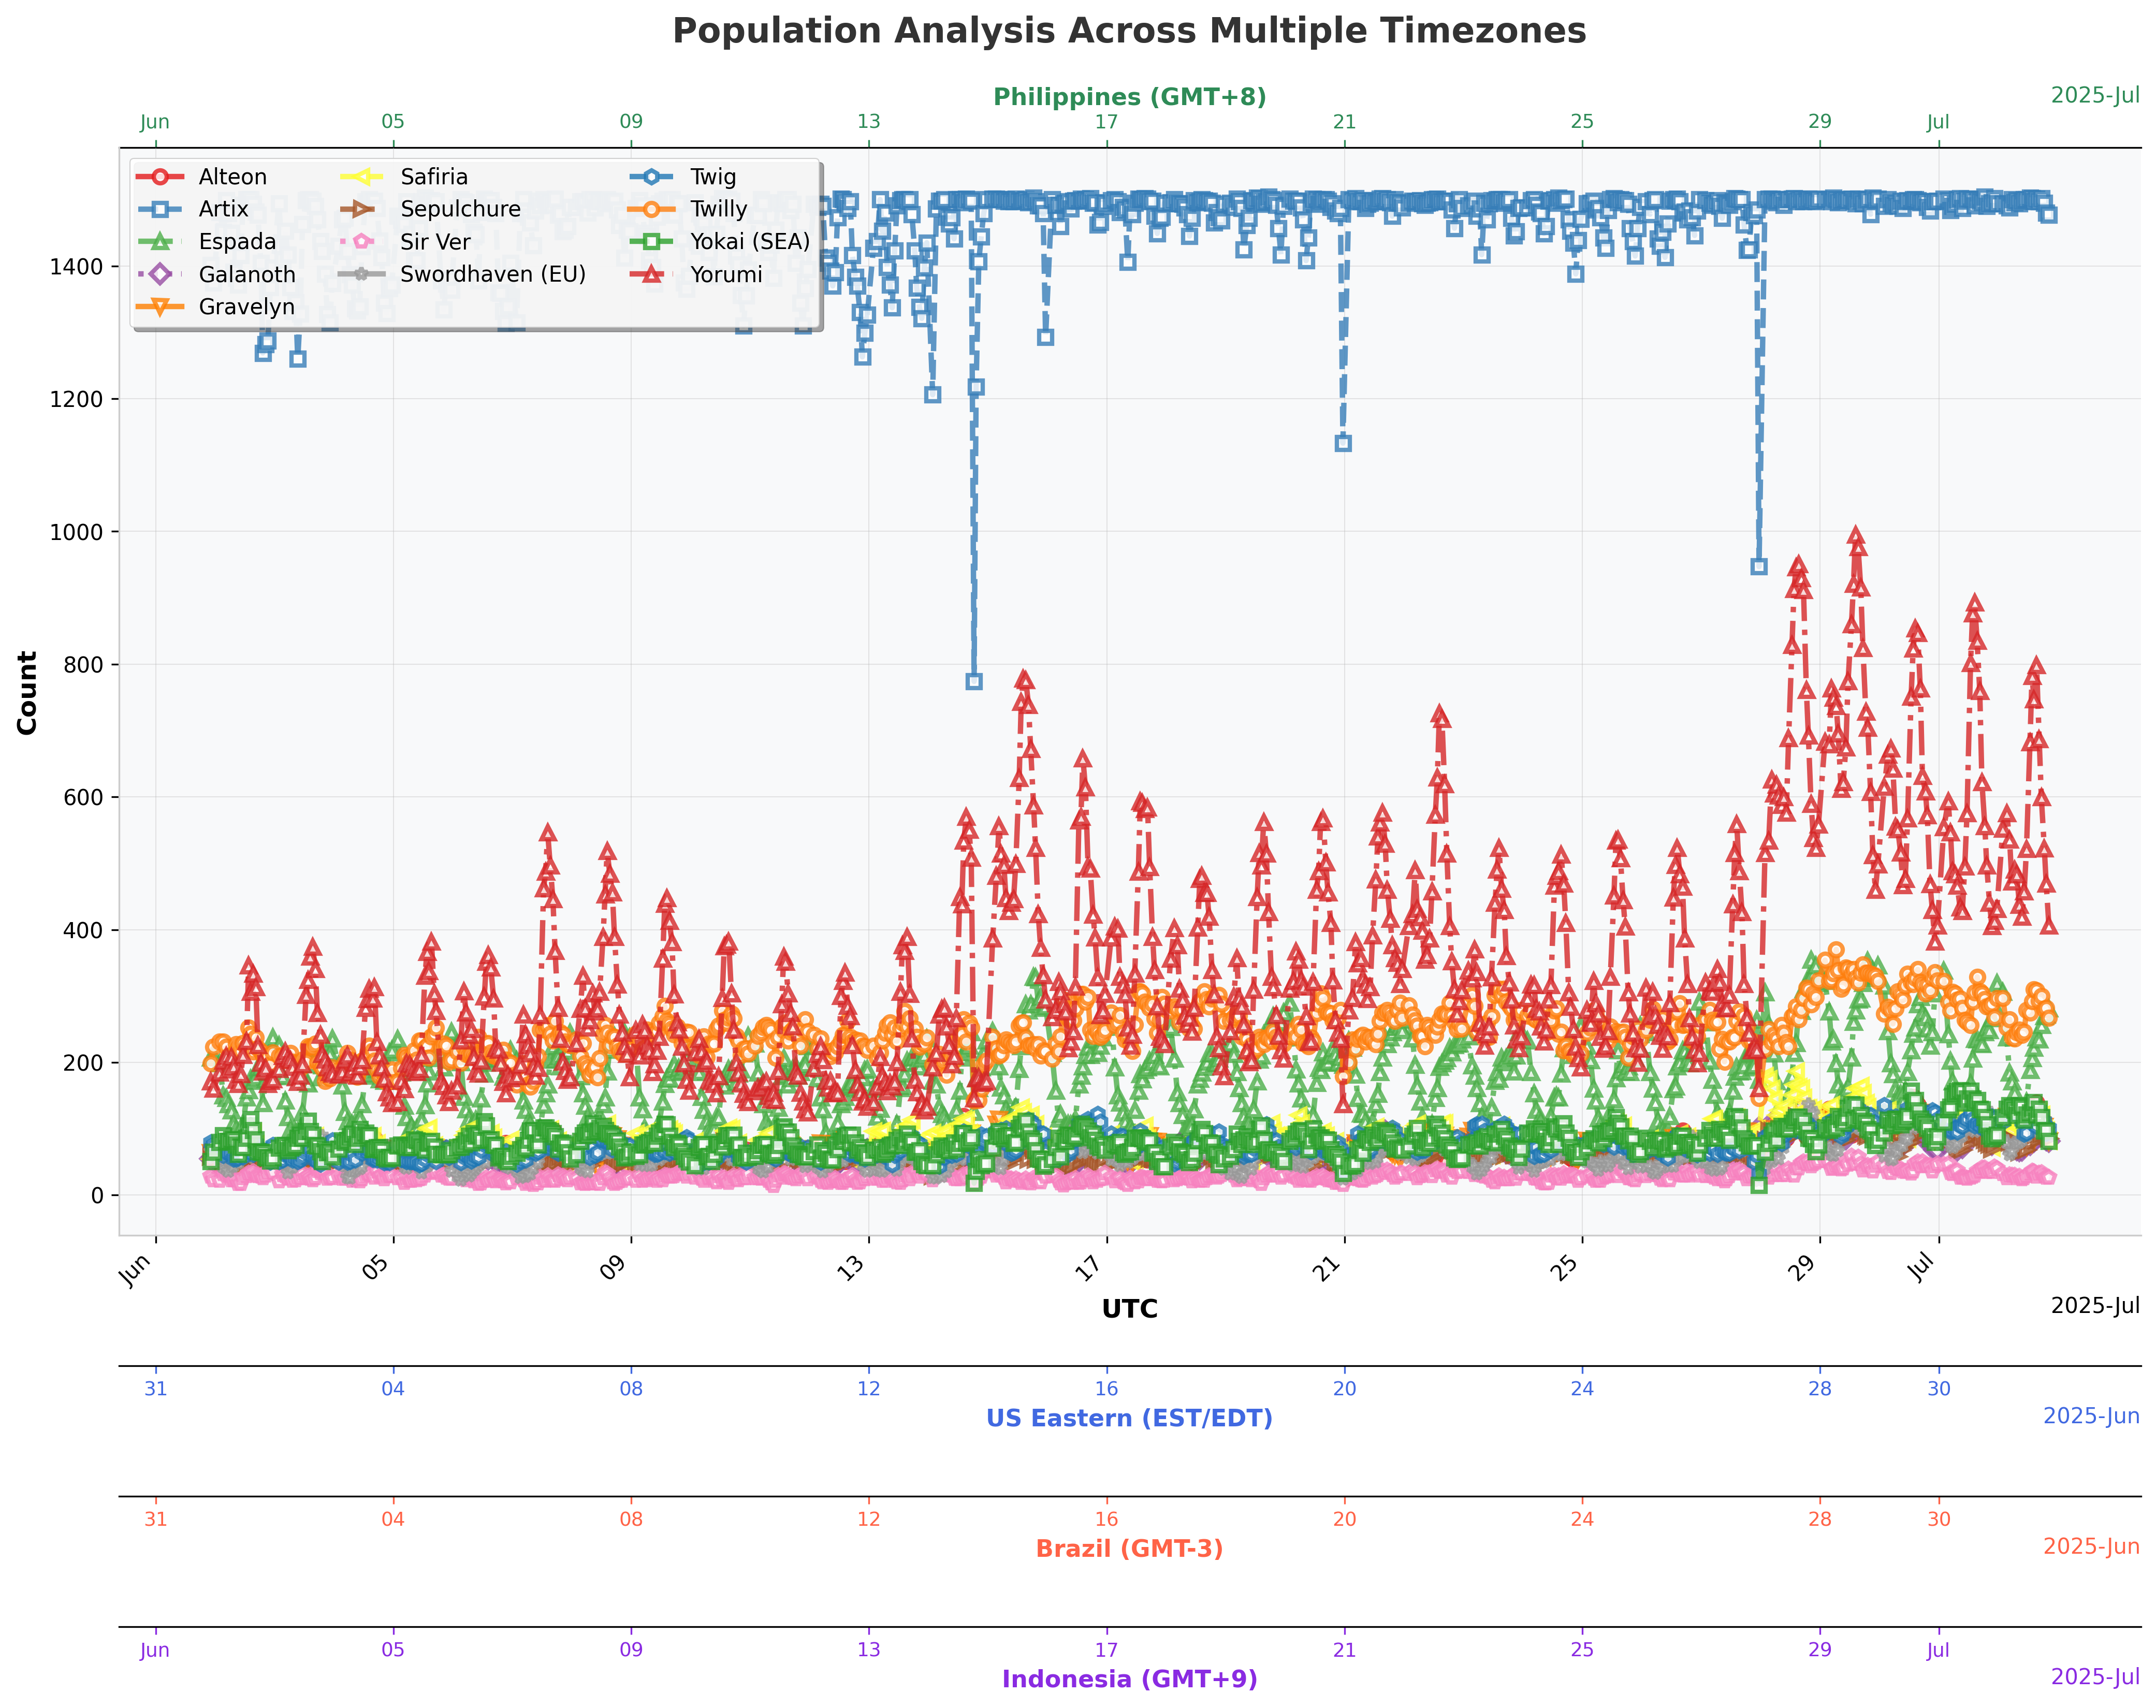 Population Analysis Across Multiple Timezones
Philippines (GMT+8)
2025-Jul
Jun 05 09 13 17 21 25 29 Jul
Alteon Safiria Twig
Artix Sepulchure Twilly
Espada Sir Ver Yokai (SEA)
Galanoth Swordhaven (EU) Yorumi
Gravelyn
1400
1200
1000
800
600
400
200
0
Count
Jun 05 09 13 17 21 25 29 Jul
UTC
2025-Jul
31 04 08 12 16 20 24 28 30
US Eastern (EST/EDT)
2025-Jun
31 04 08 12 16 20 24 28 30
Brazil (GMT-3)
2025-Jun
Jun 05 09 13 17 21 25 29 Jul
Indonesia (GMT+9)
2025-Jul